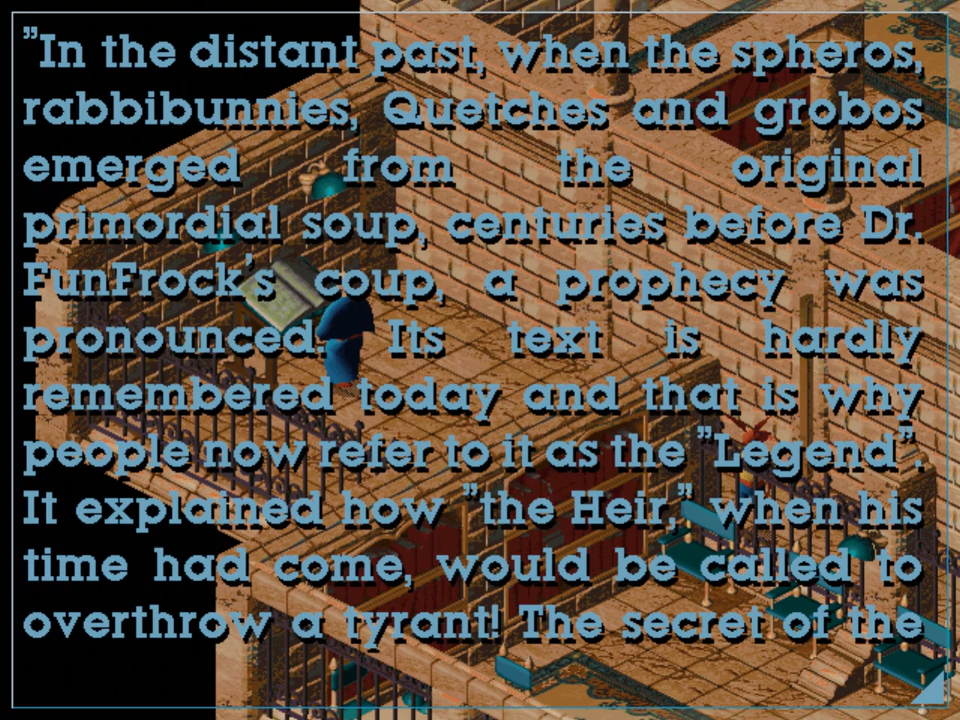 "In the distant past, when the spheros,
rabbibunnies, Quetches and grobos
emerged from the original
primordial soup, centuries before Dr.
FunFrock's coup, a prophecy was
pronounced. Its text is hardly
remembered today and that is why
people now refer to it as the "Legend".
It explained how "the Heir," when his
time had come, would be called to
overthrow a tyrant! The secret of the